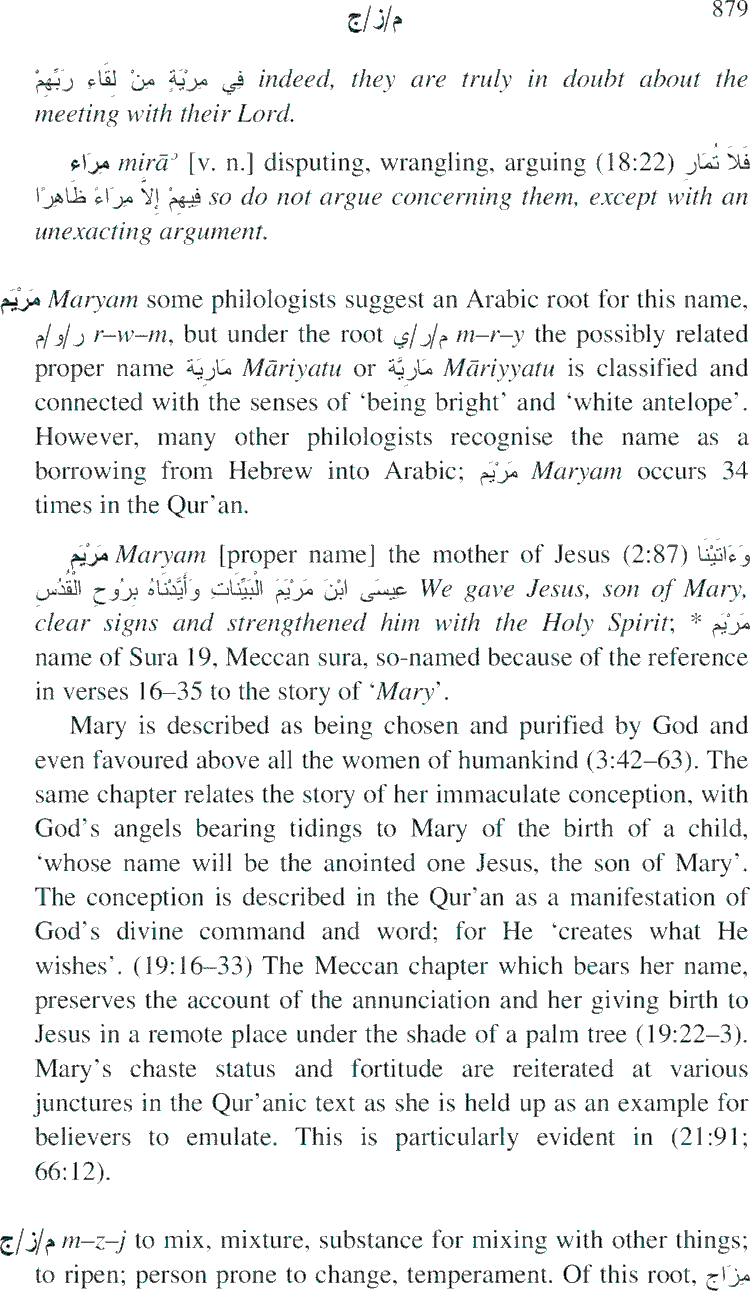 م/ز/ج 879
فِي مِرْيَةٍ مِنْ لِقَاءِ رَبِّهِمْ indeed, they are truly in doubt about the
meeting with their Lord.
مِرَاء mirāʾ [v. n.] disputing, wrangling, arguing (18:22) فَلاَ تُمَارِ
فِيهِمْ إِلاَّ مِرَاءً ظَاهِرًا so do not argue concerning them, except with an
unexacting argument.
مَرْيَم Maryam some philologists suggest an Arabic root for this name,
ر/و/م r–w–m, but under the root م/ر/ي m–r–y the possibly related
proper name مَارِيَة Māriyatu or مَارِيَّة Māriyyatu is classified and
connected with the senses of ‘being bright’ and ‘white antelope’.
However, many other philologists recognise the name as a
borrowing from Hebrew into Arabic; مَرْيَم Maryam occurs 34
times in the Qur’an.
مَرْيَم Maryam [proper name] the mother of Jesus (2:87) وَءَاتَيْنَا
عِيسَى ابْنَ مَرْيَمَ الْبَيِّنَاتِ وَأَيَّدْنَاهُ بِرُوحِ الْقُدُسِ We gave Jesus, son of Mary,
clear signs and strengthened him with the Holy Spirit; * مَرْيَم
name of Sura 19, Meccan sura, so-named because of the reference
in verses 16–35 to the story of ‘Mary’.
Mary is described as being chosen and purified by God and
even favoured above all the women of humankind (3:42–63). The
same chapter relates the story of her immaculate conception, with
God’s angels bearing tidings to Mary of the birth of a child,
‘whose name will be the anointed one Jesus, the son of Mary’.
The conception is described in the Qur’an as a manifestation of
God’s divine command and word; for He ‘creates what He
wishes’. (19:16–33) The Meccan chapter which bears her name,
preserves the account of the annunciation and her giving birth to
Jesus in a remote place under the shade of a palm tree (19:22–3).
Mary’s chaste status and fortitude are reiterated at various
junctures in the Qur’anic text as she is held up as an example for
believers to emulate. This is particularly evident in (21:91;
66:12).
م/ز/ج m–z–j to mix, mixture, substance for mixing with other things;
to ripen; person prone to change, temperament. Of this root, مِزَاج